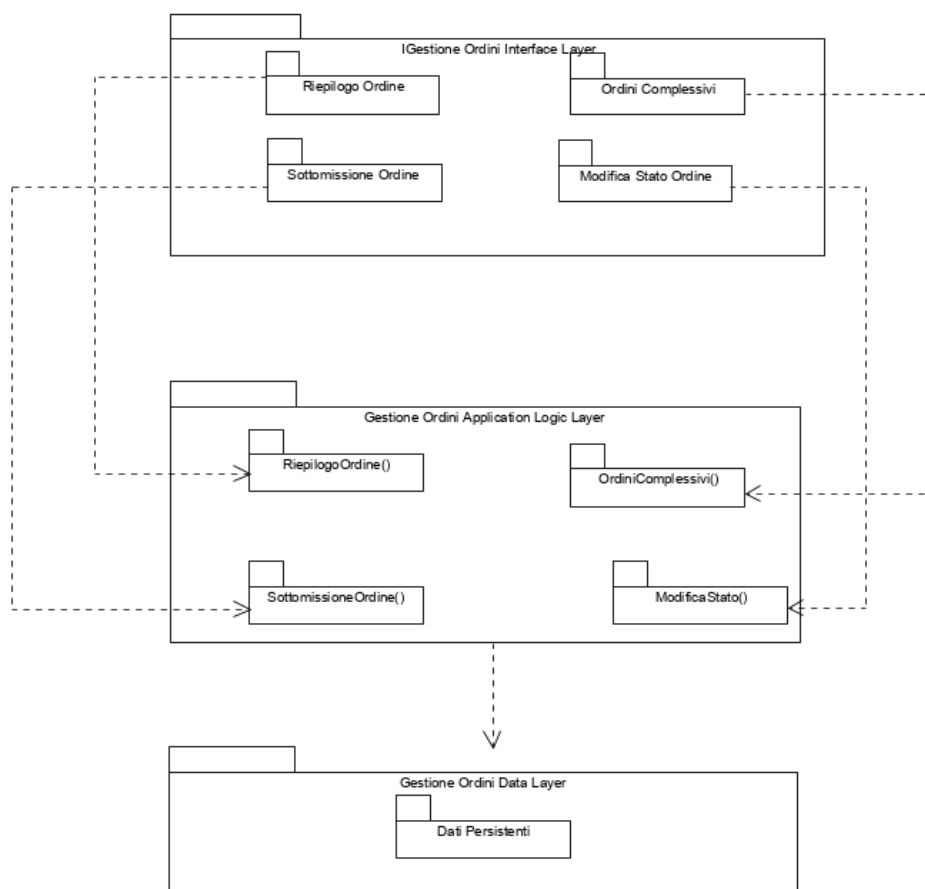 IGestione Ordini Interface Layer
Riepilogo Ordine
Ordini Complessivi
Sottomissione Ordine
Modifica Stato Ordine
Gestione Ordini Application Logic Layer
RiepilogoOrdine()
OrdiniComplessivi()
SottomissioneOrdine()
ModificaStato()
Gestione Ordini Data Layer
Dati Persistenti